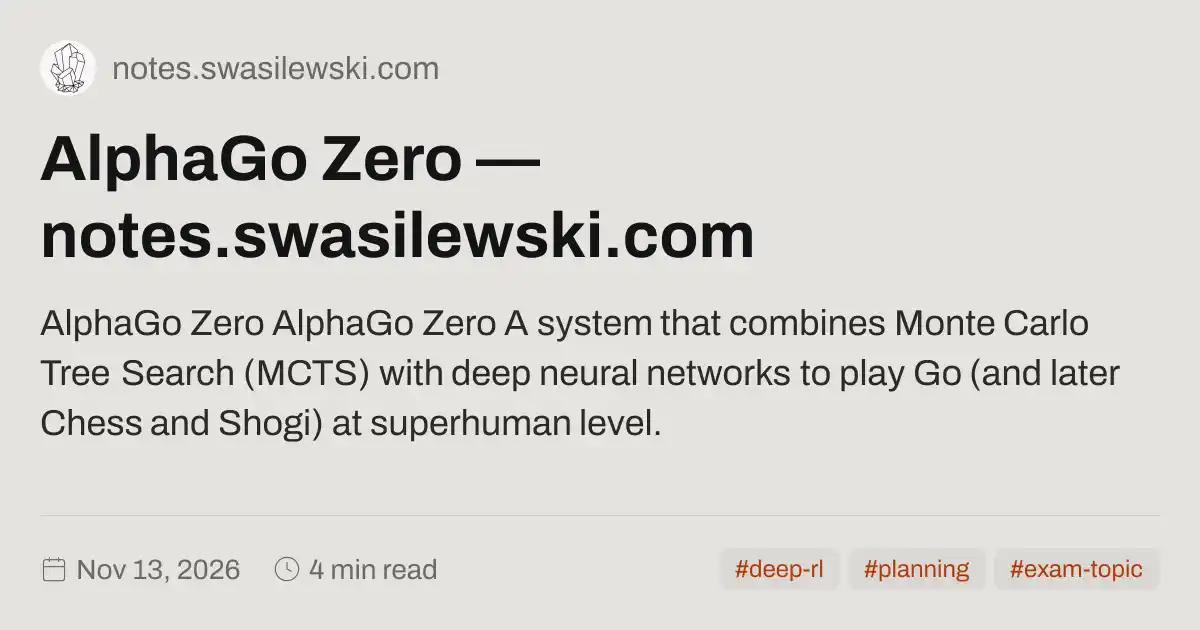 notes.swasilewski.com
AlphaGo Zero —
notes.swasilewski.com
AlphaGo Zero AlphaGo Zero A system that combines Monte Carlo
Tree Search (MCTS) with deep neural networks to play Go (and later
Chess and Shogi) at superhuman level.
Nov 13, 2026 4 min read #deep-rl #planning #exam-topic